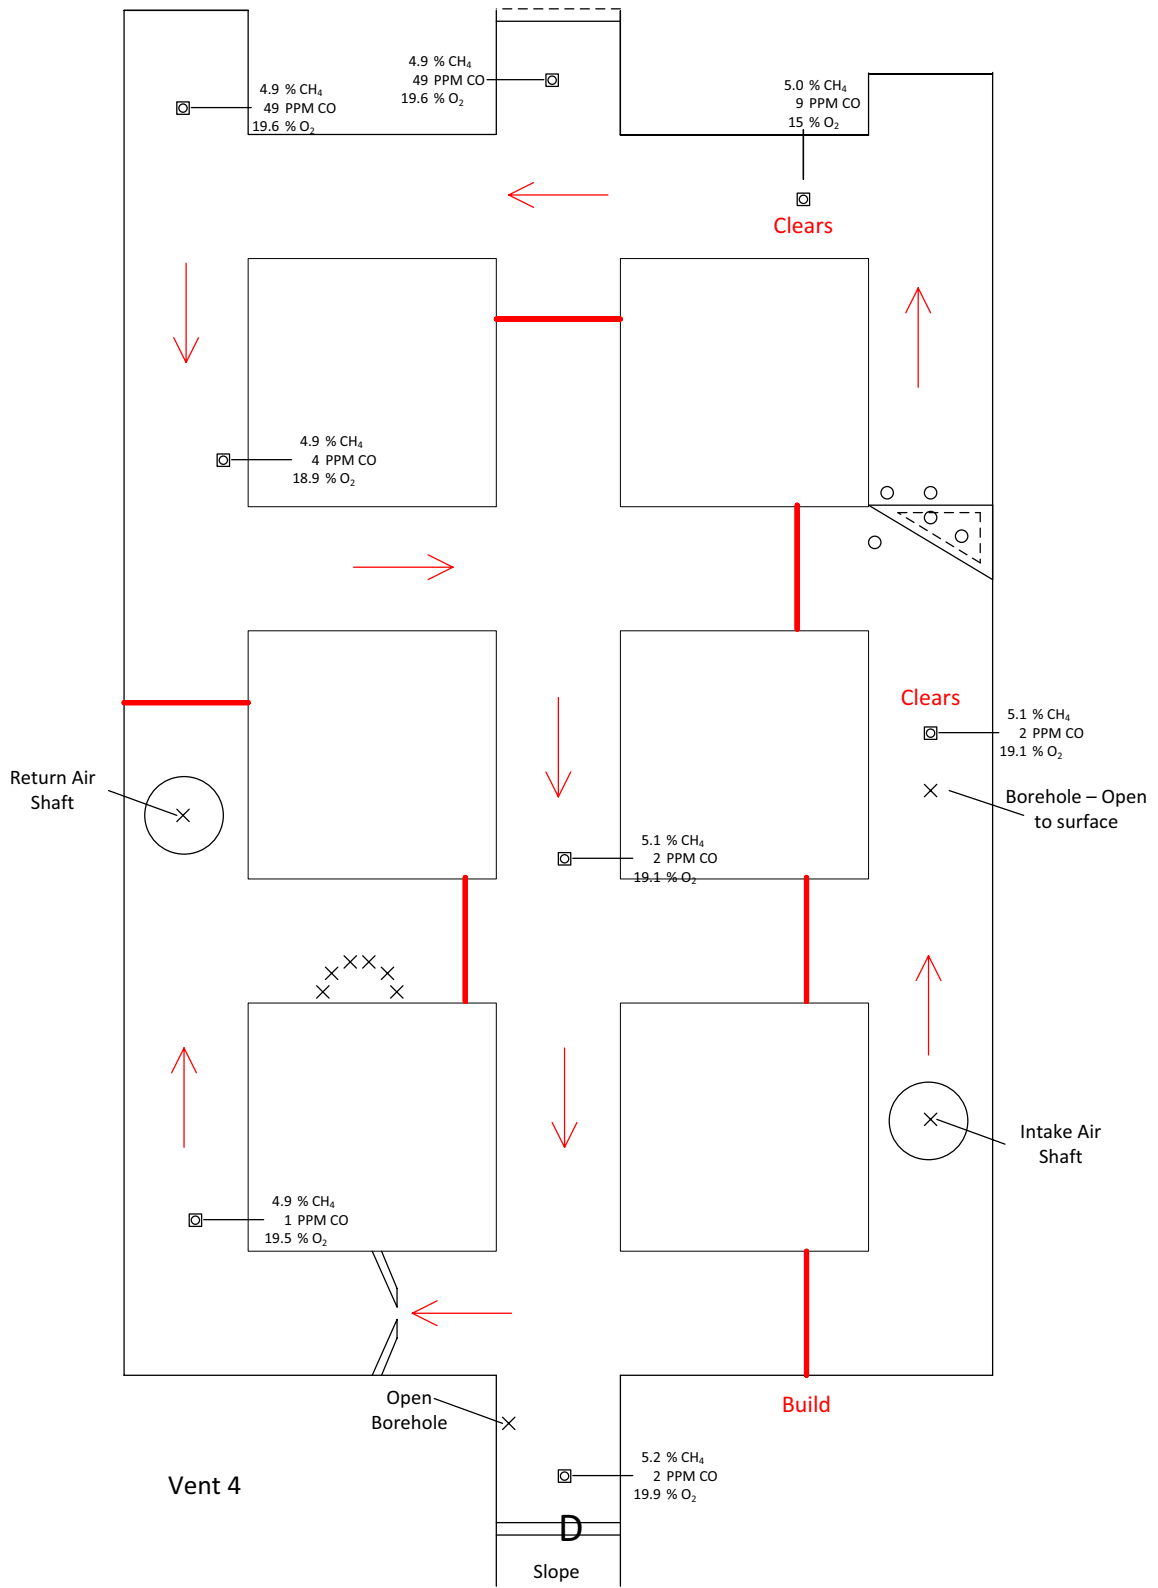 4.9 % CH₄
49 PPM CO
19.6 % O₂
4.9 % CH₄
49 PPM CO
19.6 % O₂
5.0 % CH₄
9 PPM CO
15 % O₂
Clears
4.9 % CH₄
4 PPM CO
18.9 % O₂
Clears
5.1 % CH₄
2 PPM CO
19.1 % O₂
Return Air
Shaft
Borehole – Open
to surface
5.1 % CH₄
2 PPM CO
19.1 % O₂
Intake Air
Shaft
4.9 % CH₄
1 PPM CO
19.5 % O₂
Open
Borehole
Build
5.2 % CH₄
2 PPM CO
19.9 % O₂
Vent 4
D
Slope